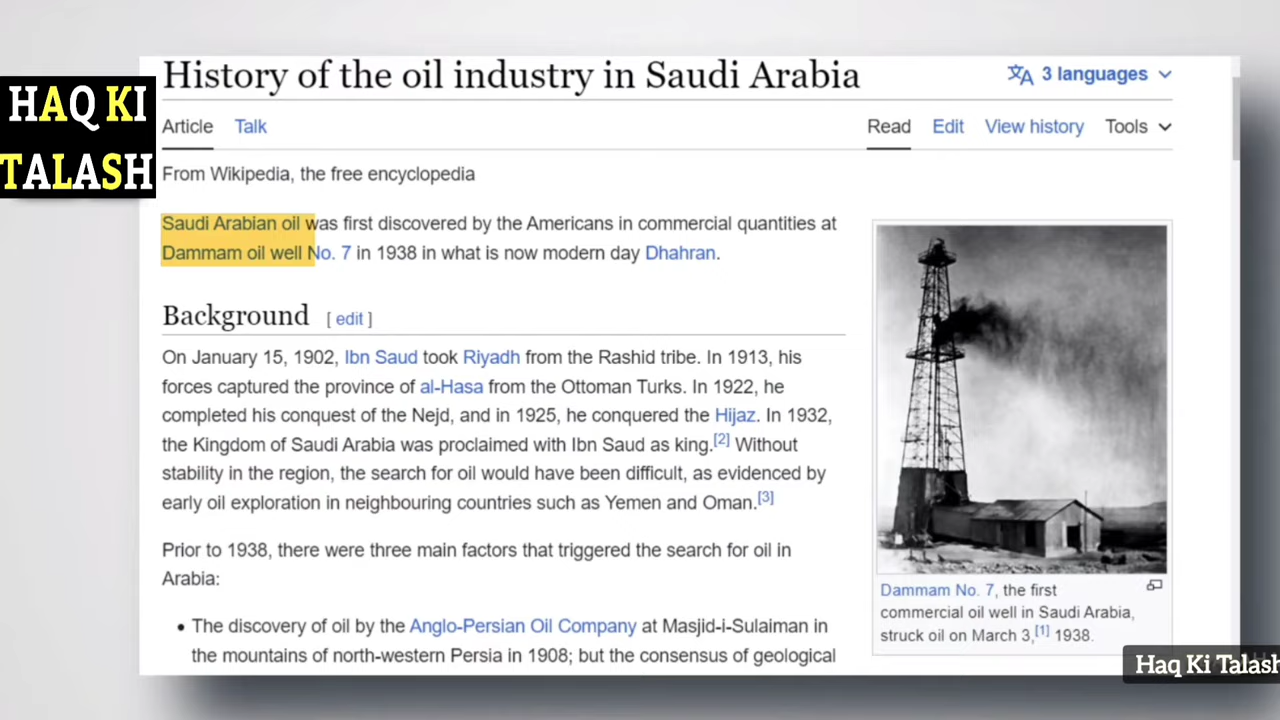 History of the oil industry in Saudi Arabia
3 languages
HAQ KI
TALASH
Article Talk
Read Edit View history Tools
From Wikipedia, the free encyclopedia
Saudi Arabian oil was first discovered by the Americans in commercial quantities at
Dammam oil well No. 7 in 1938 in what is now modern day Dhahran.
Background [ edit ]
On January 15, 1902, Ibn Saud took Riyadh from the Rashid tribe. In 1913, his
forces captured the province of al-Hasa from the Ottoman Turks. In 1922, he
completed his conquest of the Nejd, and in 1925, he conquered the Hijaz. In 1932,
the Kingdom of Saudi Arabia was proclaimed with Ibn Saud as king.[2] Without
stability in the region, the search for oil would have been difficult, as evidenced by
early oil exploration in neighbouring countries such as Yemen and Oman.[3]
Prior to 1938, there were three main factors that triggered the search for oil in
Arabia:
• The discovery of oil by the Anglo-Persian Oil Company at Masjid-i-Sulaiman in
the mountains of north-western Persia in 1908; but the consensus of geological
Dammam No. 7, the first
commercial oil well in Saudi Arabia,
struck oil on March 3,[1] 1938.
Haq Ki Talash